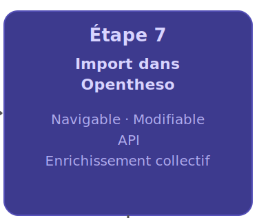 Étape 7
Import dans
Opentheso
Navigable · Modifiable
API
Enrichissement collectif